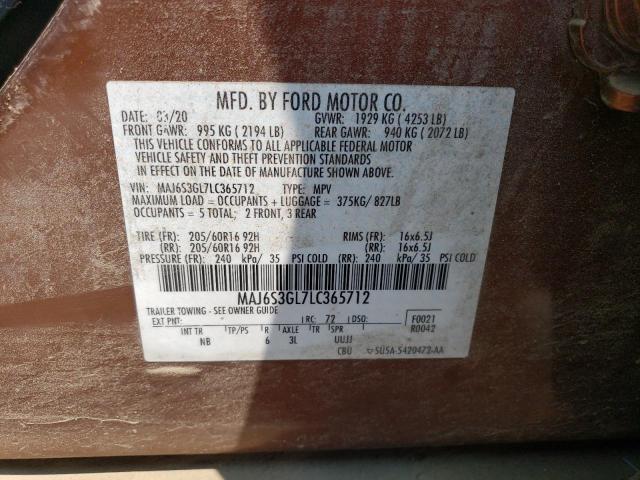 MFD. BY FORD MOTOR CO.
DATE: 03/20 GVWR: 1929 KG ( 4253 LB)
FRONT GAWR: 995 KG ( 2194 LB) REAR GAWR: 940 KG ( 2072 LB)
THIS VEHICLE CONFORMS TO ALL APPLICABLE FEDERAL MOTOR
VEHICLE SAFETY AND THEFT PREVENTION STANDARDS
IN EFFECT ON THE DATE OF MANUFACTURE SHOWN ABOVE.
VIN: MAJ6S3GL7LC365712 TYPE: MPV
MAXIMUM LOAD = OCCUPANTS + LUGGAGE = 375KG/ 827LB
OCCUPANTS = 5 TOTAL; 2 FRONT, 3 REAR
TIRE (FR): 205/60R16 92H - RIMS (FR): 16x6.5J
(RR): 205/60R16 92H - (RR): 16x6.5J
PRESSURE (FR): 240 kPa/ 35 PSI COLD (RR): 240 kPa/ 35 PSI COLD
MAJ6S3GL7LC365712
TRAILER TOWING - SEE OWNER GUIDE
EXT PNT: RC: 72 DSO: F0021
INT TR TP/PS R AXLE TR SPR R0042
NB 6 3L UUJJ
CBU SU5A-5420472-AA